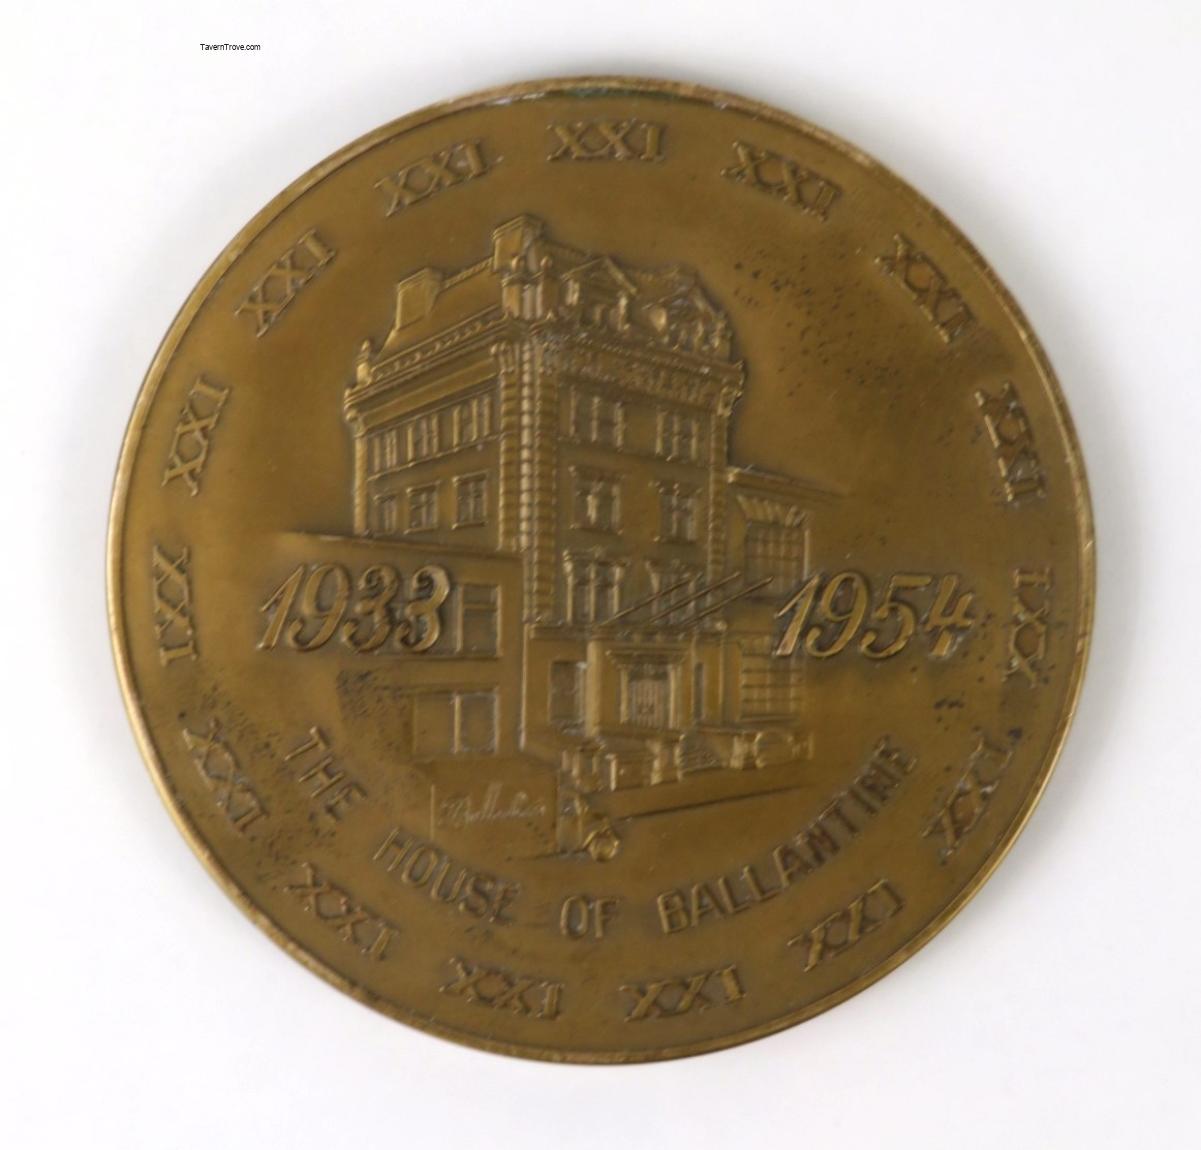 TavernTrove.com
XXI XXI XXI XXI XXI XXI XXI XXI XXI XXI XXI XXI XXI XXI XXI
1933 1954
THE HOUSE OF BALLANTINE